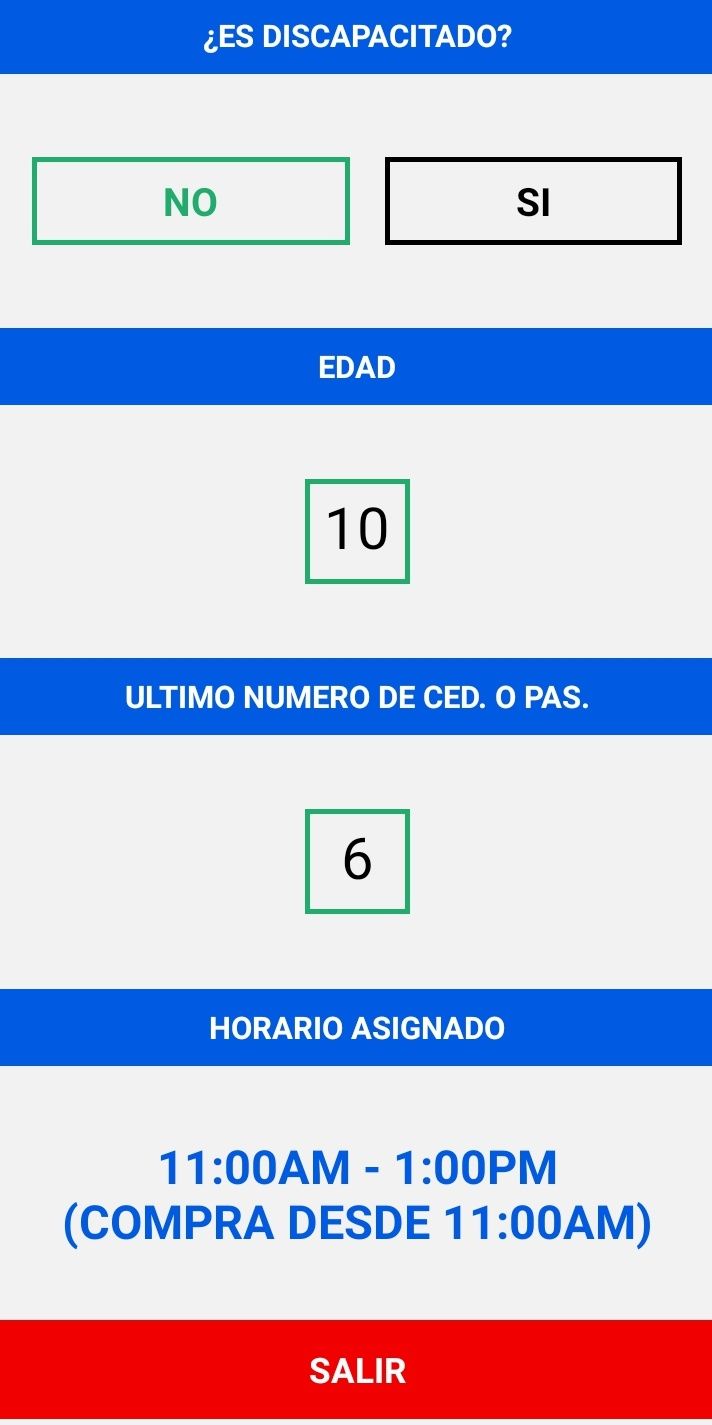 ¿ES DISCAPACITADO?
NO
SI
EDAD
10
ULTIMO NUMERO DE CED. O PAS.
6
HORARIO ASIGNADO
11:00AM - 1:00PM
(COMPRA DESDE 11:00AM)
SALIR